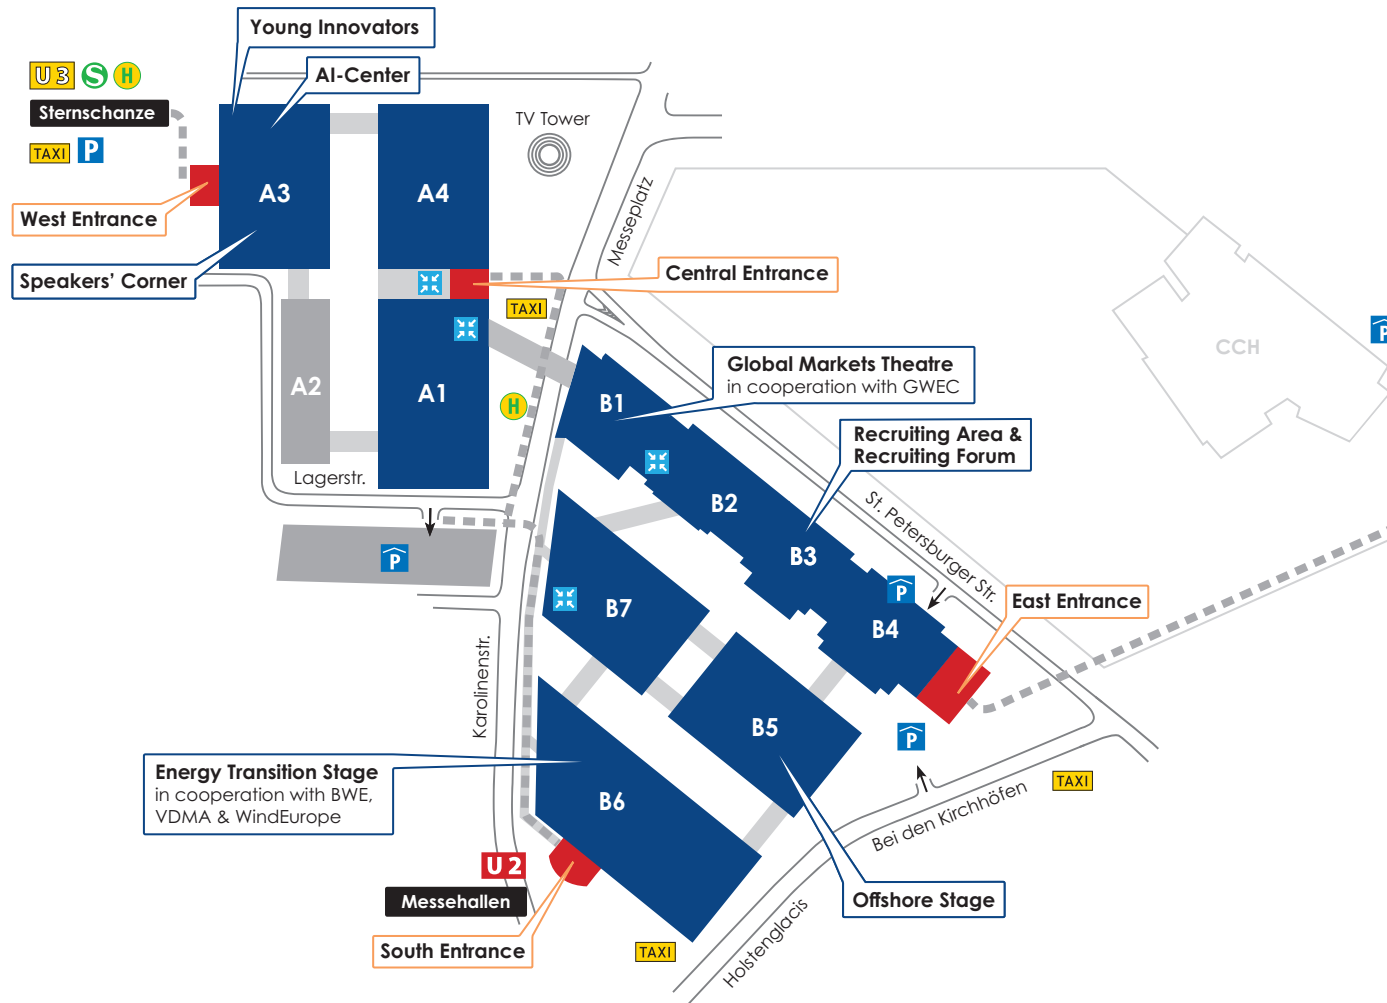 Young Innovators
AI-Center
U3 S H
Sternschanze
TAXI P
TV Tower
A3
A4
West Entrance
Speakers' Corner
Messeplatz
Central Entrance
TAXI
CCH
P
A2
A1
H
Global Markets Theatre
in cooperation with GWEC
B1
Recruiting Area &
Recruiting Forum
Lagerstr.
B2
St. Petersburger Str.
P
B3
P
East Entrance
B7
B4
Karolinenstr.
B5
P
Energy Transition Stage
in cooperation with BWE,
VDMA & WindEurope
B6
TAXI
Bei den Kirchhöfen
U2
Messehallen
Offshore Stage
South Entrance
TAXI
Holstenglacis